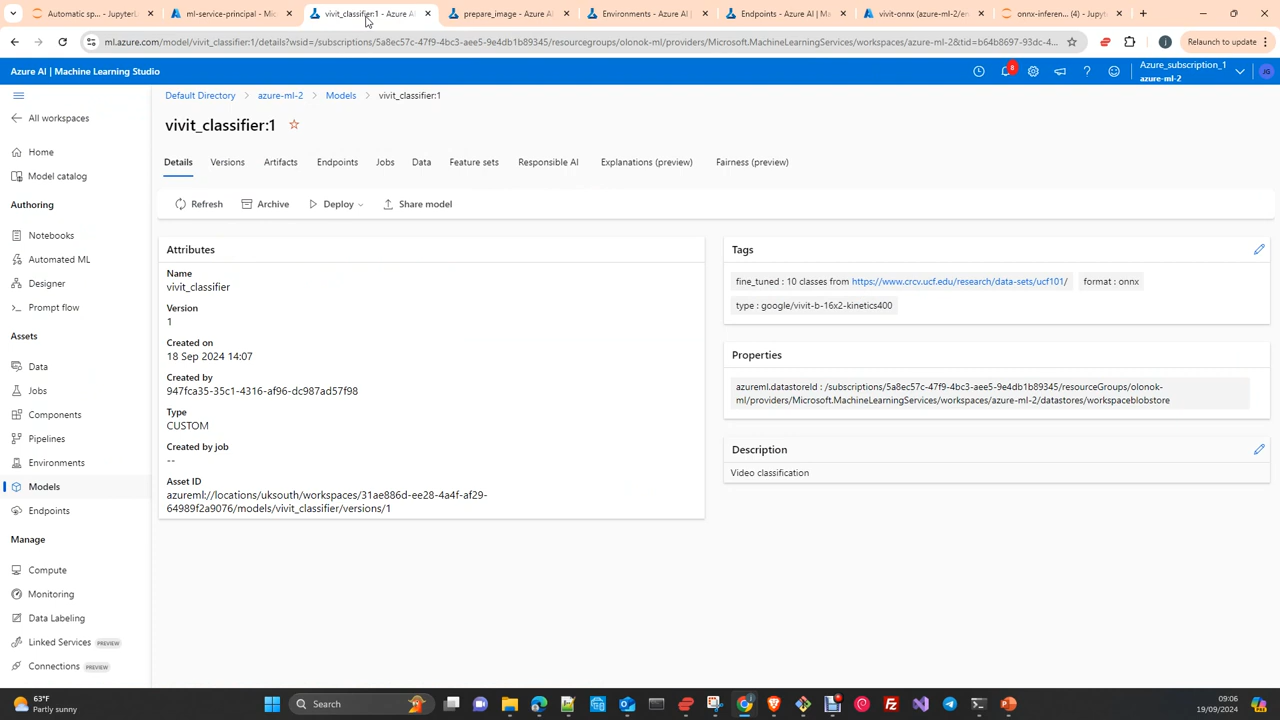 Automatic sp... - JupyterL
ml-service-principal - Mic
vivit_classifier:1 - Azure AI
prepare_image - Azure AI
Environments - Azure AI |
Endpoints - Azure AI | Ma
vivit-onnx (azure-ml-2/en
onnx-inferen... (4) - Jupyt
ml.azure.com/model/vivit_classifier:1/details?wsid=/subscriptions/5a8ec57c-47f9-4bc3-aee5-9e4db1b89345/resourcegroups/olonok-ml/providers/Microsoft.MachineLearningServices/workspaces/azure-ml-2&tid=b64b8697-93dc-4...
Relaunch to update
Azure AI | Machine Learning Studio
8
Azure_subscription_1
azure-ml-2
JG
All workspaces
Home
Model catalog
Authoring
Notebooks
Automated ML
Designer
Prompt flow
Assets
Data
Jobs
Components
Pipelines
Environments
Models
Endpoints
Manage
Compute
Monitoring
Data Labeling
Linked Services PREVIEW
Connections PREVIEW
Default Directory > azure-ml-2 > Models > vivit_classifier:1
vivit_classifier:1
Details Versions Artifacts Endpoints Jobs Data Feature sets Responsible AI Explanations (preview) Fairness (preview)
Refresh Archive Deploy Share model
Attributes
Name
vivit_classifier
Version
1
Created on
18 Sep 2024 14:07
Created by
947fca35-35c1-4316-af96-dc987ad57f98
Type
CUSTOM
Created by job
--
Asset ID
azureml://locations/uksouth/workspaces/31ae886d-ee28-4a4f-af29-
64989f2a9076/models/vivit_classifier/versions/1
Tags
fine_tuned : 10 classes from https://www.crcv.ucf.edu/research/data-sets/ucf101/ format : onnx
type : google/vivit-b-16x2-kinetics400
Properties
azureml.datastoreId : /subscriptions/5a8ec57c-47f9-4bc3-aee5-9e4db1b89345/resourceGroups/olonok-
ml/providers/Microsoft.MachineLearningServices/workspaces/azure-ml-2/datastores/workspaceblobstore
Description
Video classification
63°F
Partly sunny
Search
09:06
19/09/2024